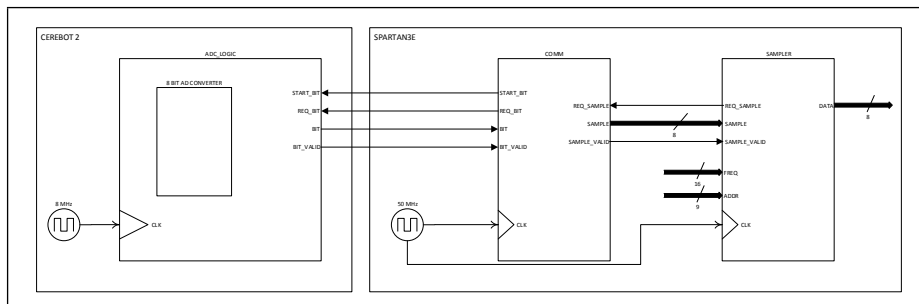 CEREBOT 2
SPARTAN3E
ADC_LOGIC
COMM
SAMPLER
8 BIT AD CONVERTER
START_BIT
START_BIT
REQ_BIT
REQ_BIT
REQ_SAMPLE
REQ_SAMPLE
DATA
8
BIT
BIT
SAMPLE
8
SAMPLE
BIT_VALID
BIT_VALID
SAMPLE_VALID
SAMPLE_VALID
16
FREQ
9
ADDR
8 MHz
CLK
50 MHz
CLK
CLK